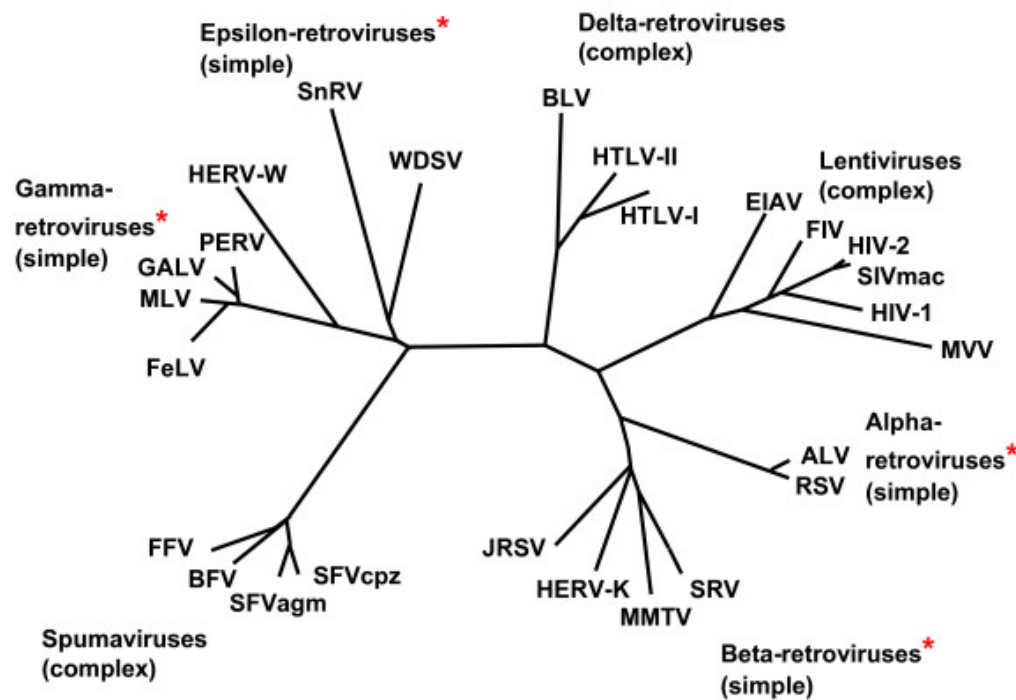 Epsilon-retroviruses*
(simple)
SnRV
WDSV
Delta-retroviruses
(complex)
BLV
HTLV-II
HTLV-I
Lentiviruses
(complex)
EIAV
FIV
HIV-2
SIVmac
HIV-1
MVV
Gamma-
retroviruses*
(simple)
HERV-W
PERV
GALV
MLV
FeLV
Alpha-
retroviruses*
(simple)
ALV
RSV
FFV
BFV
SFVagm
SFVcpz
Spumaviruses
(complex)
JRSV
HERV-K
MMTV
SRV
Beta-retroviruses*
(simple)